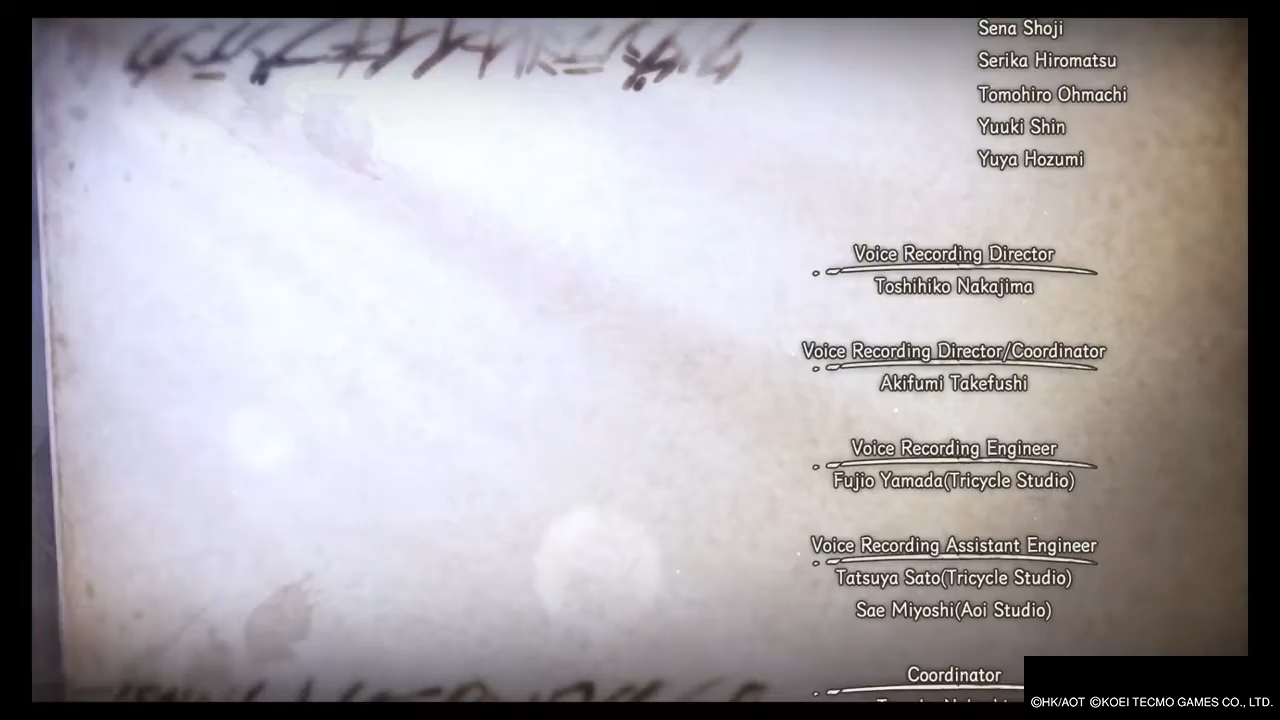 Sena Shoji
Serika Hiromatsu
Tomohiro Ohmachi
Yuuki Shin
Yuya Hozumi
Voice Recording Director
Toshihiko Nakajima
Voice Recording Director/Coordinator
Akifumi Takefushi
Voice Recording Engineer
Fujio Yamada(Tricycle Studio)
Voice Recording Assistant Engineer
Tatsuya Sato(Tricycle Studio)
Sae Miyoshi(Aoi Studio)
Coordinator
©HK/AOT ©KOEI TECMO GAMES CO., LTD.